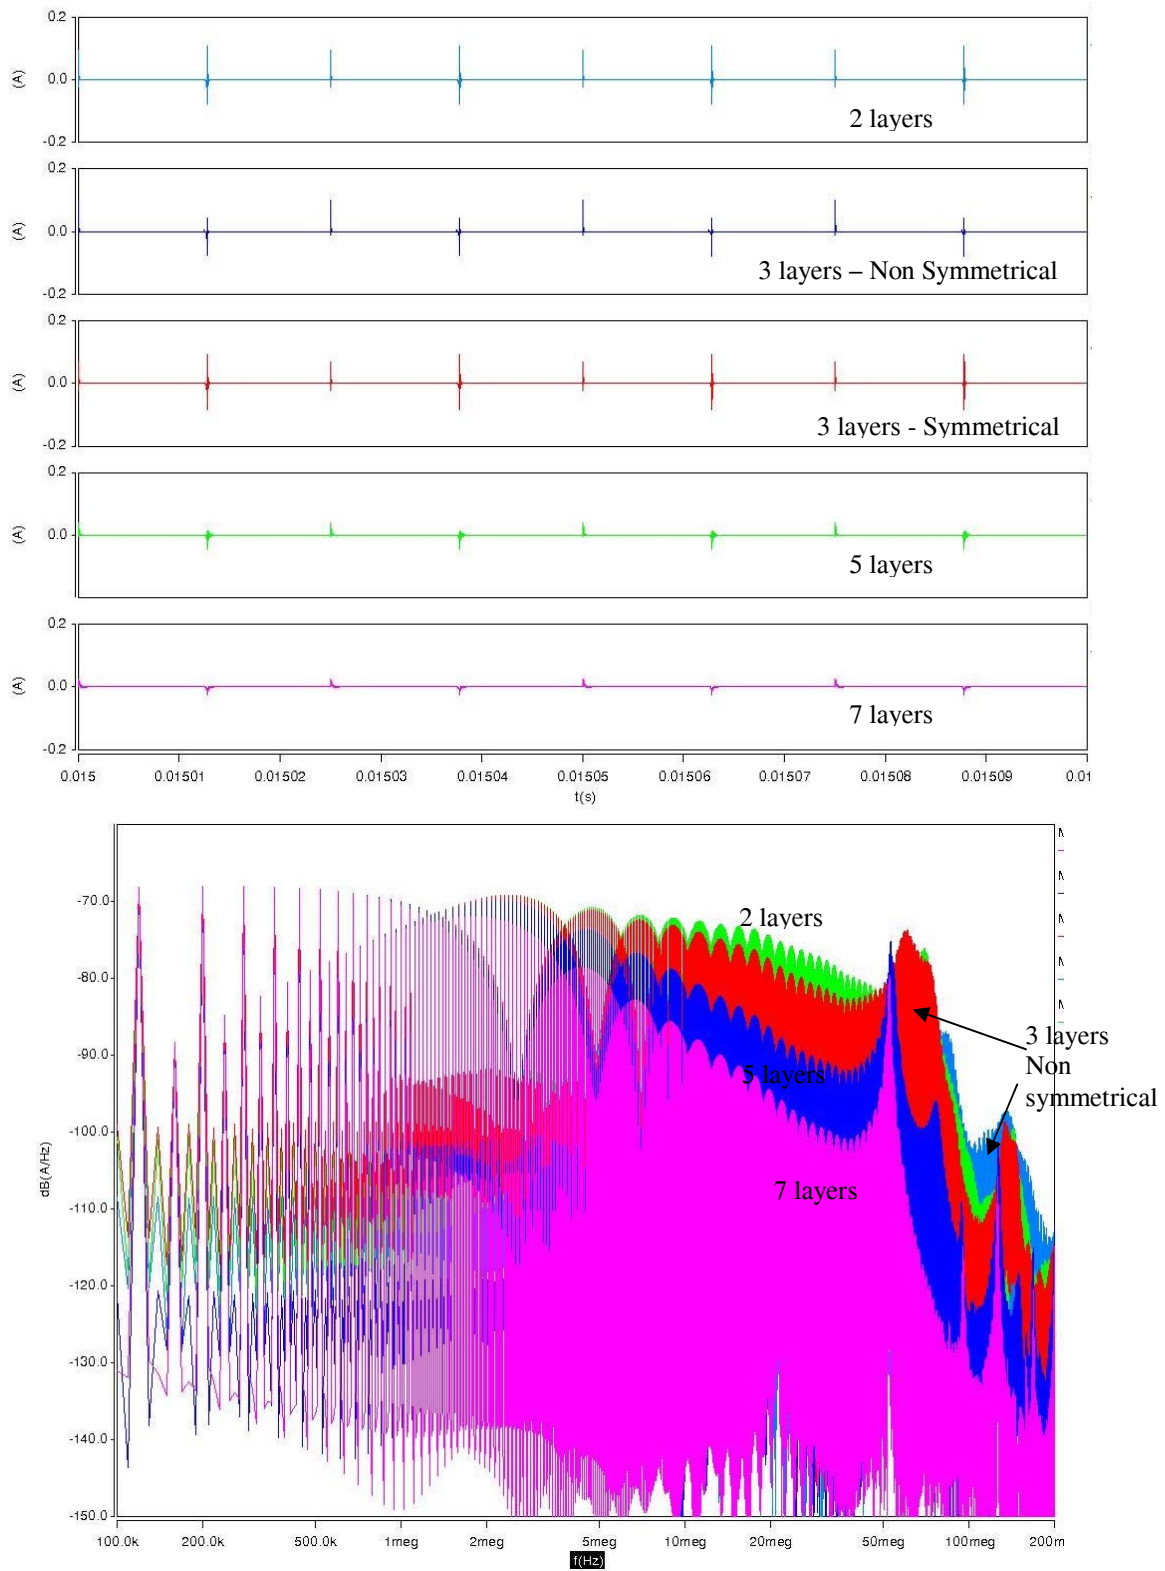 0.2
(A)
0.0
-0.2
2 layers
0.2
(A)
0.0
-0.2
3 layers – Non Symmetrical
0.2
(A)
0.0
-0.2
3 layers - Symmetrical
0.2
(A)
0.0
5 layers
0.2
(A)
0.0
-0.2
7 layers
0.015 0.01501 0.01502 0.01503 0.01504 0.01505 0.01506 0.01507 0.01508 0.01509 0.01
t(s)
dB(A/Hz)
-70.0
-80.0
-90.0
-100.0
-110.0
-120.0
-130.0
-140.0
-150.0
2 layers
3 layers
Non
symmetrical
5 layers
7 layers
100.0k 200.0k 500.0k 1meg 2meg 5meg 10meg 20meg 50meg 100meg 200m
f(Hz)